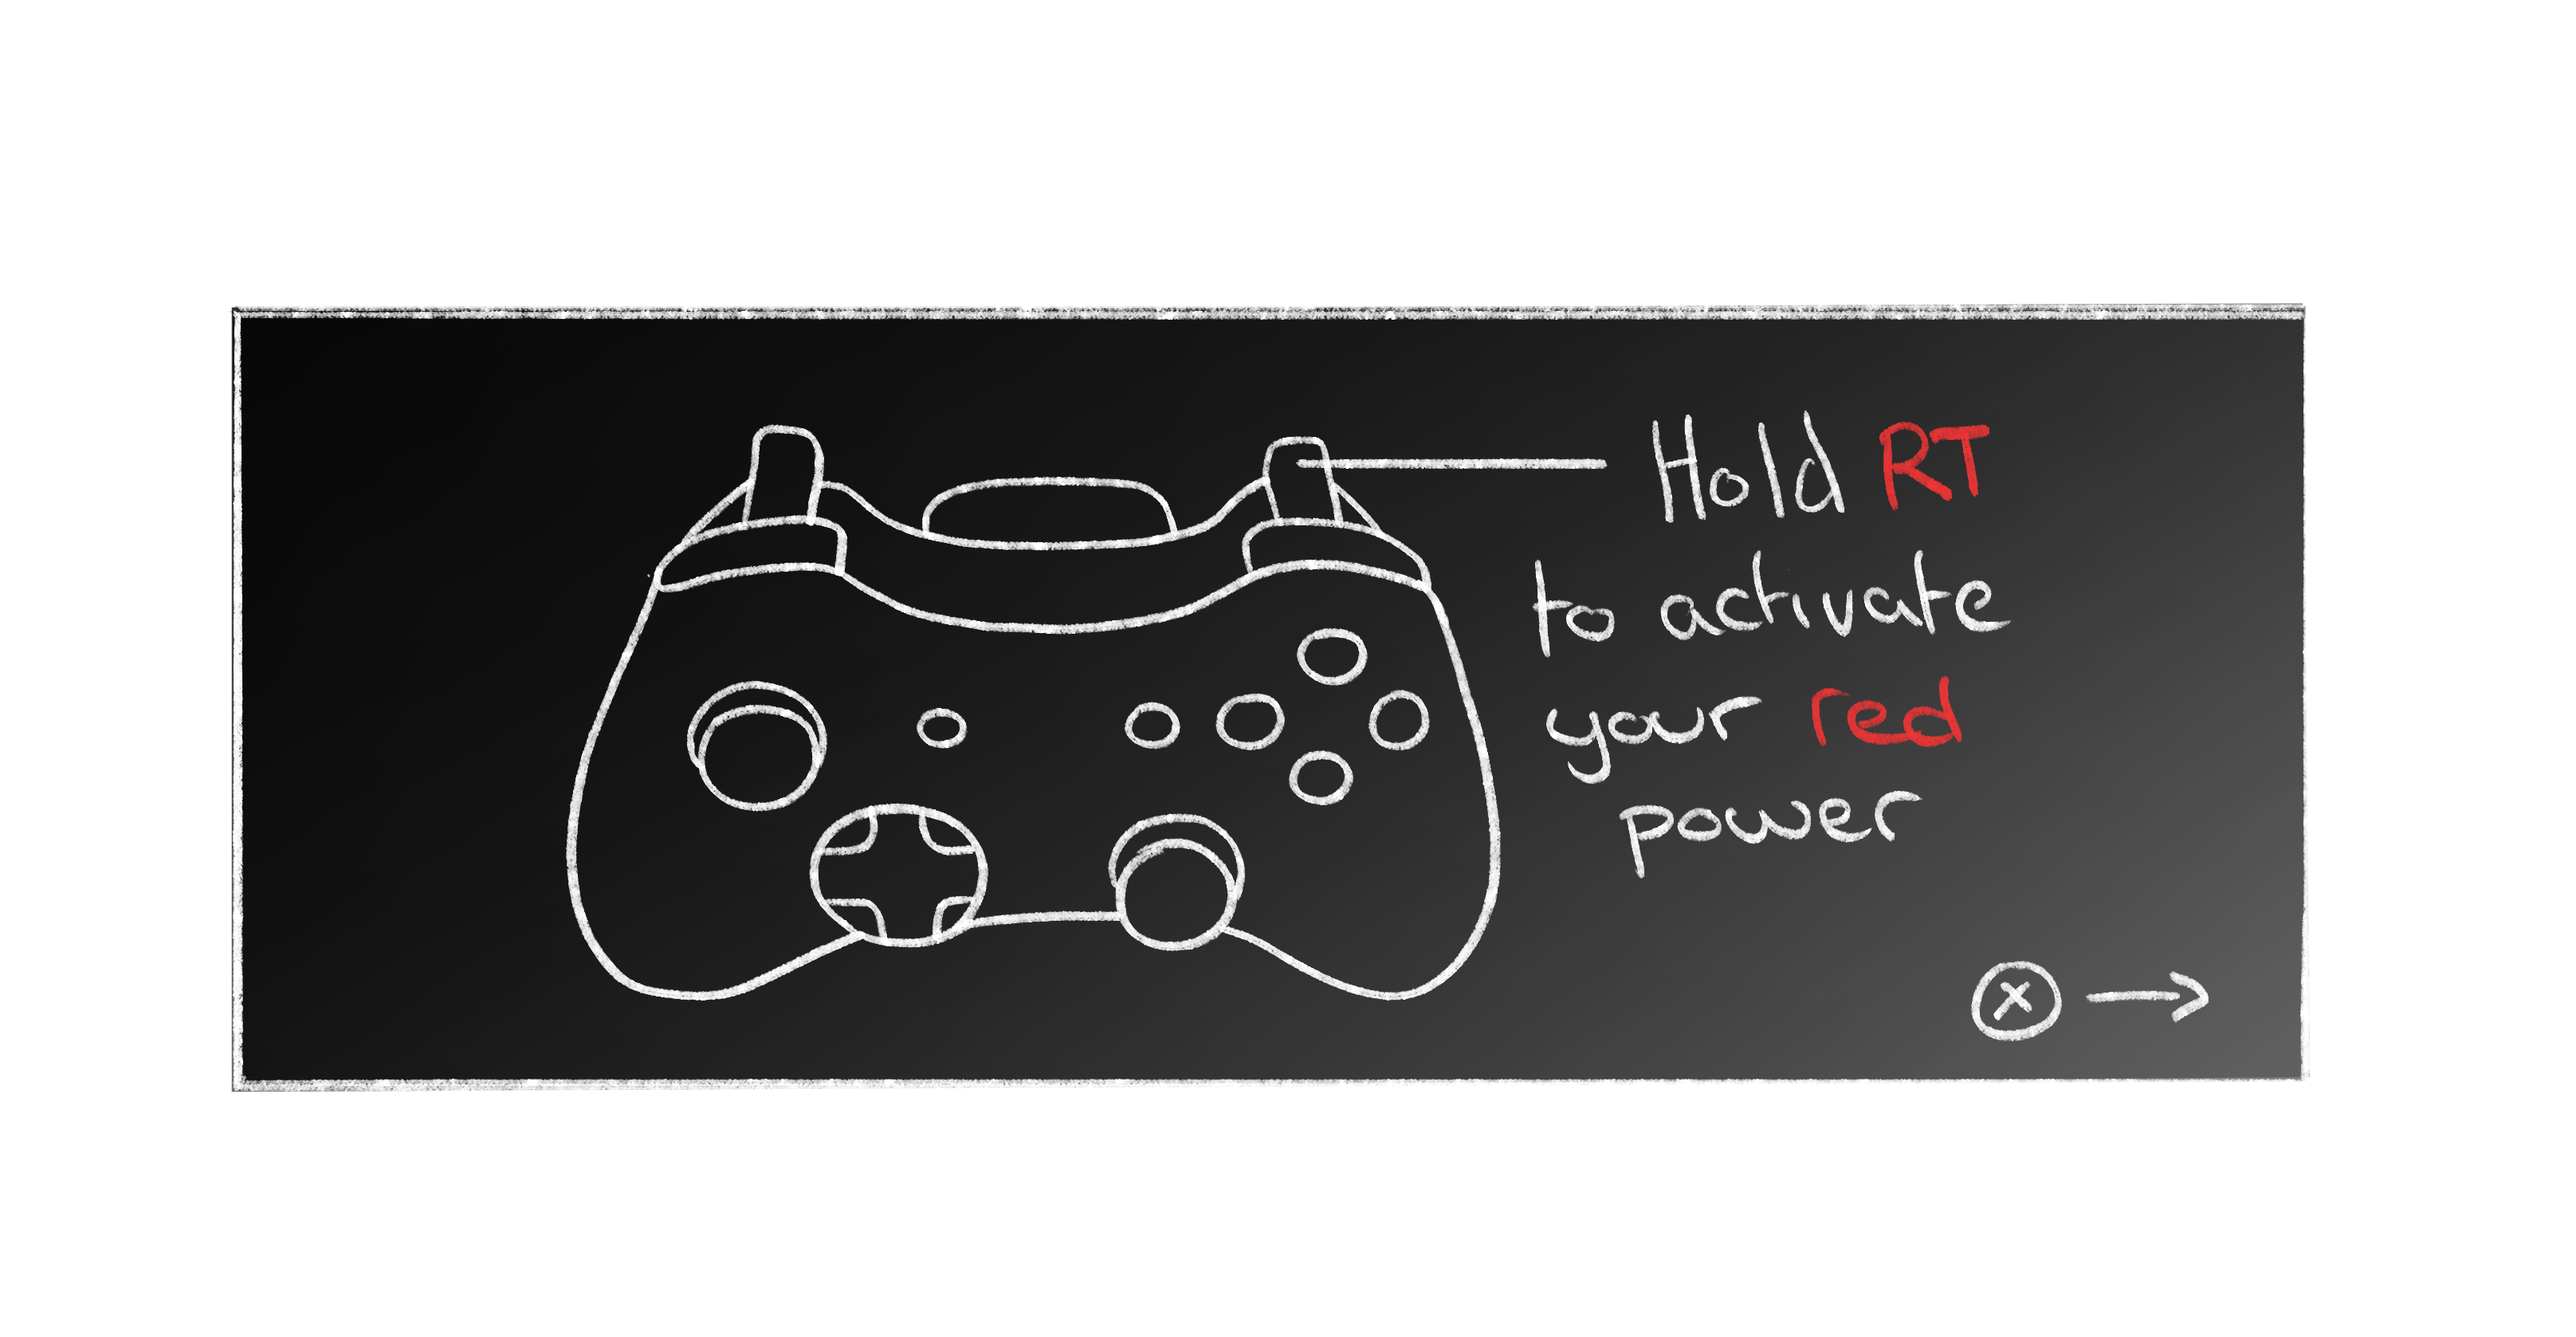 Hold RT
to activate
your red
power
X →